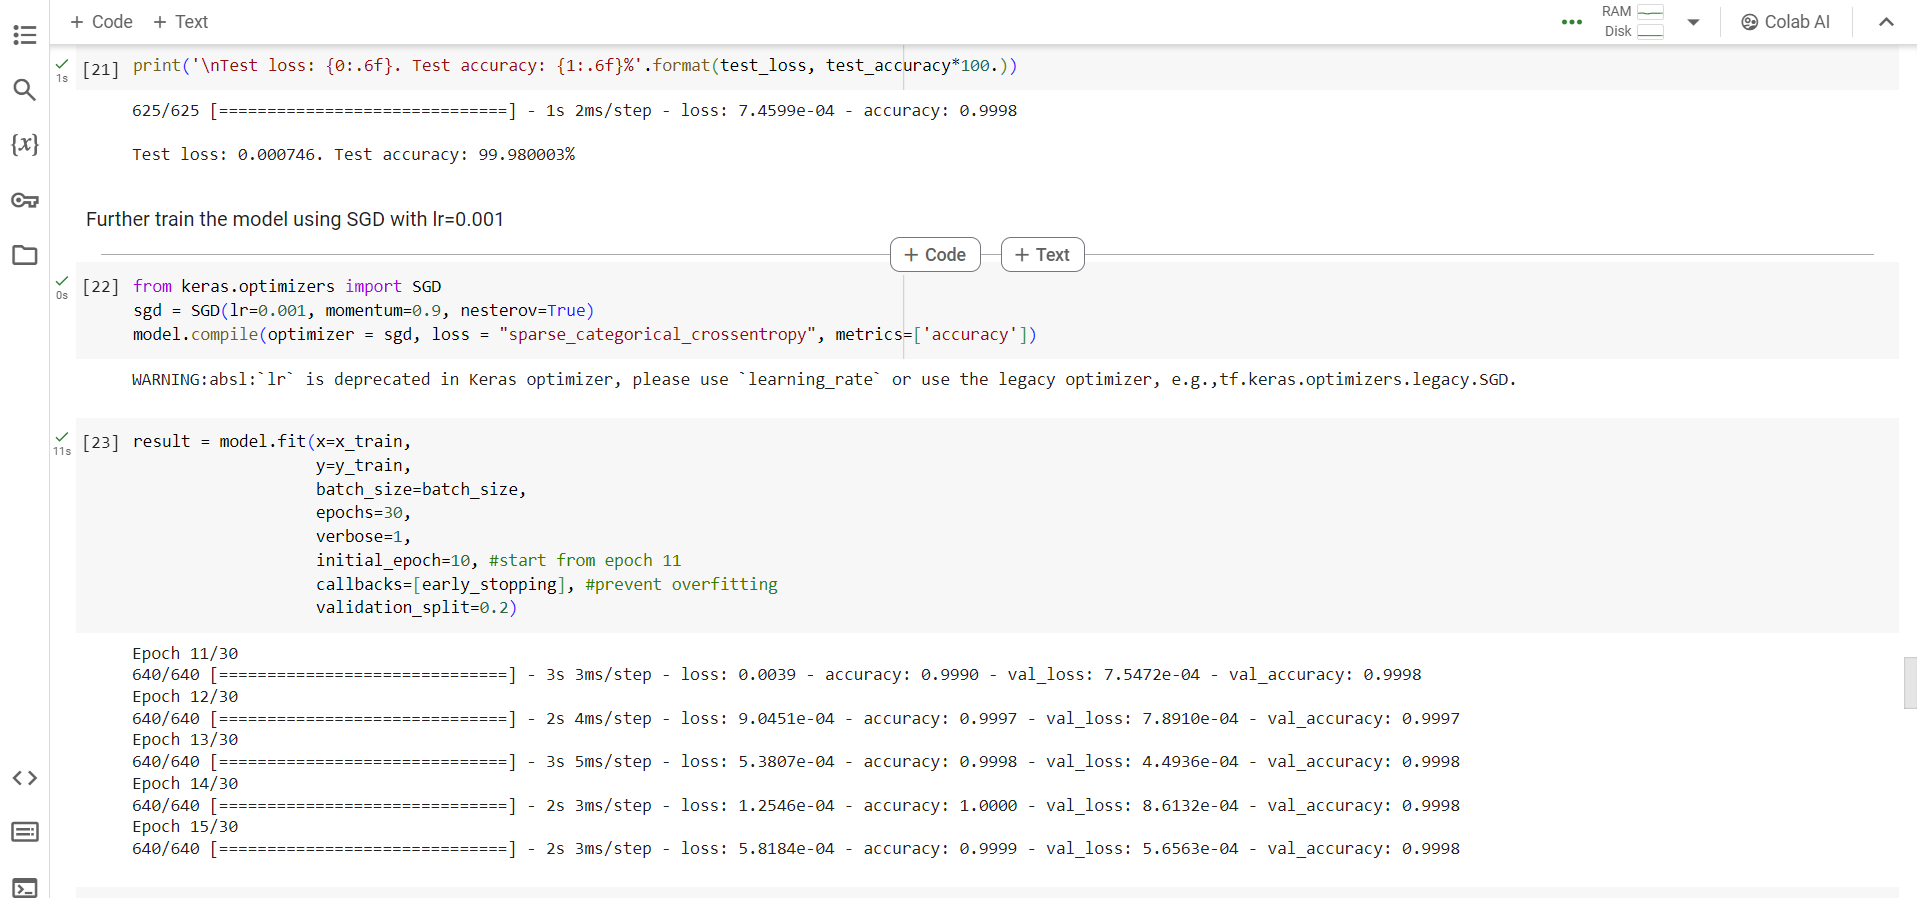 + Code + Text
RAM
Disk
Colab AI
1s
[21] print('\nTest loss: {0:.6f}. Test accuracy: {1:.6f}%'.format(test_loss, test_accuracy*100.))
625/625 [==============================] - 1s 2ms/step - loss: 7.4599e-04 - accuracy: 0.9998
Test loss: 0.000746. Test accuracy: 99.980003%
{x}
Further train the model using SGD with lr=0.001
+ Code + Text
0s
[22] from keras.optimizers import SGD
sgd = SGD(lr=0.001, momentum=0.9, nesterov=True)
model.compile(optimizer = sgd, loss = "sparse_categorical_crossentropy", metrics=['accuracy'])
WARNING:absl:`lr` is deprecated in Keras optimizer, please use `learning_rate` or use the legacy optimizer, e.g.,tf.keras.optimizers.legacy.SGD.
11s
[23] result = model.fit(x=x_train,
y=y_train,
batch_size=batch_size,
epochs=30,
verbose=1,
initial_epoch=10, #start from epoch 11
callbacks=[early_stopping], #prevent overfitting
validation_split=0.2)
Epoch 11/30
640/640 [==============================] - 3s 3ms/step - loss: 0.0039 - accuracy: 0.9990 - val_loss: 7.5472e-04 - val_accuracy: 0.9998
Epoch 12/30
640/640 [==============================] - 2s 4ms/step - loss: 9.0451e-04 - accuracy: 0.9997 - val_loss: 7.8910e-04 - val_accuracy: 0.9997
Epoch 13/30
640/640 [==============================] - 3s 5ms/step - loss: 5.3807e-04 - accuracy: 0.9998 - val_loss: 4.4936e-04 - val_accuracy: 0.9998
Epoch 14/30
640/640 [==============================] - 2s 3ms/step - loss: 1.2546e-04 - accuracy: 1.0000 - val_loss: 8.6132e-04 - val_accuracy: 0.9998
Epoch 15/30
640/640 [==============================] - 2s 3ms/step - loss: 5.8184e-04 - accuracy: 0.9999 - val_loss: 5.6563e-04 - val_accuracy: 0.9998